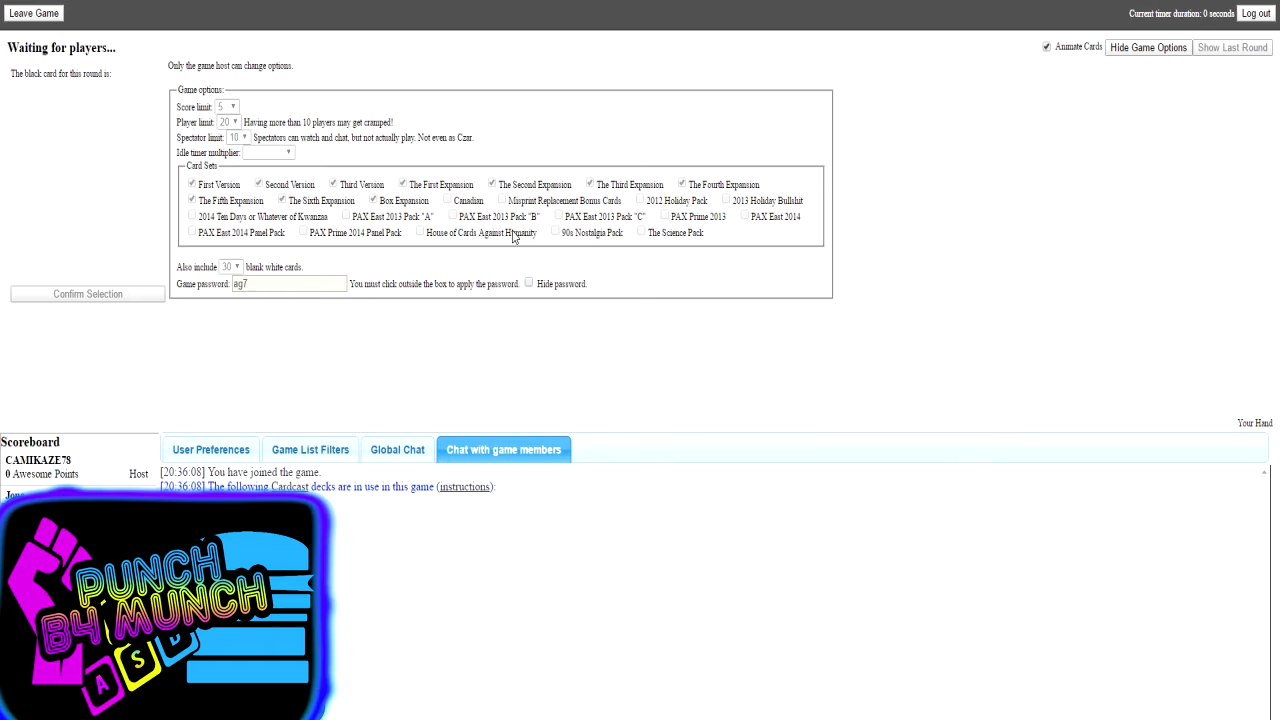 Leave Game
Current timer duration: 0 seconds Log out
Waiting for players...
Animate Cards Hide Game Options Show Last Round
The black card for this round is:
Only the game host can change options.
Game options:
Score limit: 5
Player limit: 20 Having more than 10 players may get cramped!
Spectator limit: 10 Spectators can watch and chat, but not actually play. Not even as Czar.
Idle timer multiplier:
Card Sets
First Version Second Version Third Version The First Expansion The Second Expansion The Third Expansion The Fourth Expansion
The Fifth Expansion The Sixth Expansion Box Expansion Canadian Misprint Replacement Bonus Cards 2012 Holiday Pack 2013 Holiday Bullshit
2014 Ten Days or Whatever of Kwanzaa PAX East 2013 Pack "A" PAX East 2013 Pack "B" PAX East 2013 Pack "C" PAX Prime 2013 PAX East 2014
PAX East 2014 Panel Pack PAX Prime 2014 Panel Pack House of Cards Against Humanity 90s Nostalgia Pack The Science Pack
Also include 30 blank white cards.
Game password: ag7 You must click outside the box to apply the password. Hide password.
Confirm Selection
Your Hand
Scoreboard
User Preferences Game List Filters Global Chat Chat with game members
CAMIKAZE78
0 Awesome Points Host
[20:36:08] You have joined the game.
[20:36:08] The following Cardcast decks are in use in this game (instructions):
PUNCH
B4 MUNCH
A S D